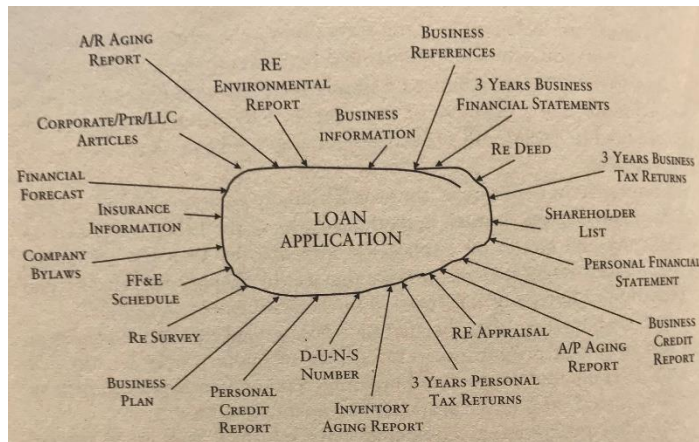 A/R Aging
Report
RE
Environmental
Report
Business
References
3 Years Business
Financial Statements
Business
information
Corporate/Ptr/LLC
Articles
Re Deed
3 Years Business
Tax Returns
Financial
Forecast
Insurance
Information
LOAN
APPLICATION
Shareholder
List
Company
Bylaws
Personal Financial
Statement
FF&E
Schedule
Re Survey
RE Appraisal
Business
Credit
Report
A/P Aging
Report
D-U-N-S
Number
Business
Plan
Personal
Credit
Report
3 Years Personal
Tax Returns
Inventory
Aging Report